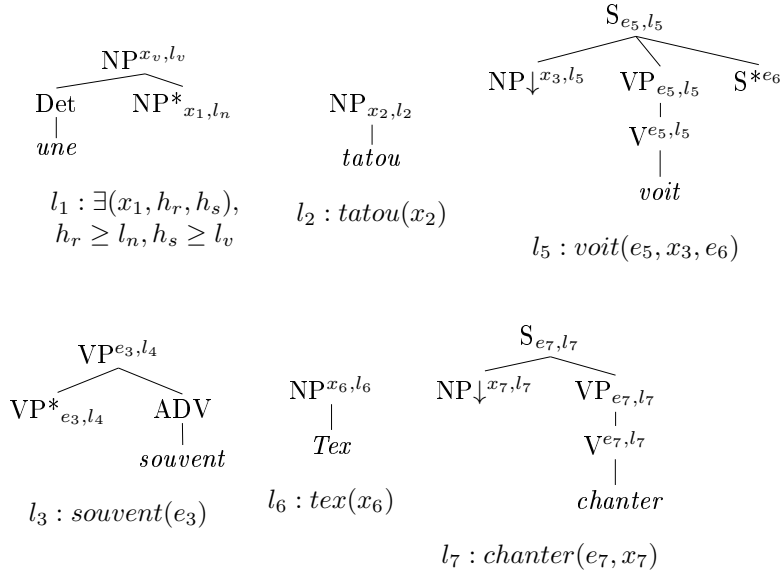 S_{e_5,l_5}
NP^{x_v,l_v}
Det NP*_{x_1,l_n} NP_{x_2,l_2} NP↓^{x_3,l_5} VP_{e_5,l_5} S*^{e_6}
une tatou V^{e_5,l_5}
voit
l_1 : ∃(x_1, h_r, h_s), l_2 : tatou(x_2)
h_r ≥ l_n, h_s ≥ l_v l_5 : voit(e_5, x_3, e_6)
S_{e_7,l_7}
VP^{e_3,l_4}
VP*_{e_3,l_4} ADV NP^{x_6,l_6} NP↓^{x_7,l_7} VP_{e_7,l_7}
souvent Tex V^{e_7,l_7}
chanter
l_3 : souvent(e_3) l_6 : tex(x_6)
l_7 : chanter(e_7, x_7)